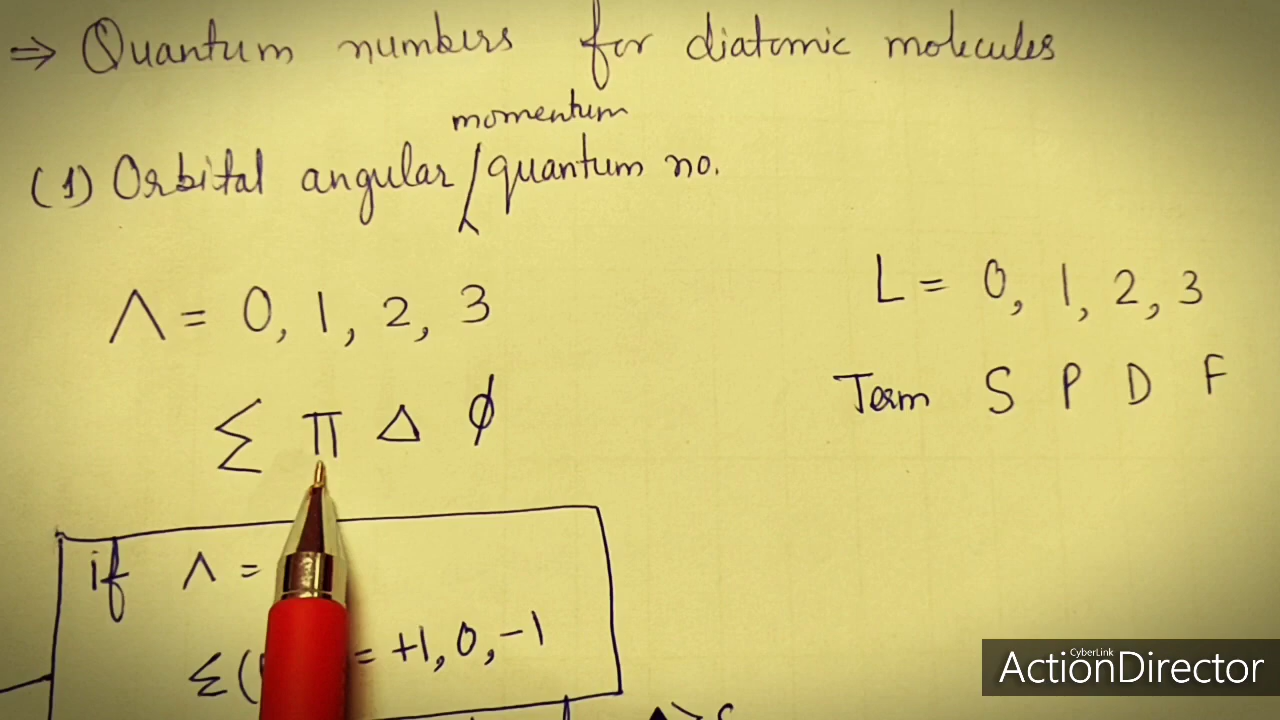 ⇒ Quantum numbers for diatomic molecules
momentum
(1) Orbital angular / quantum no.
Λ = 0, 1, 2, 3
Σ Π Δ ϕ
L = 0, 1, 2, 3
Term S P D F
if Λ =
Σ( = +1, 0, -1
CyberLink
ActionDirector